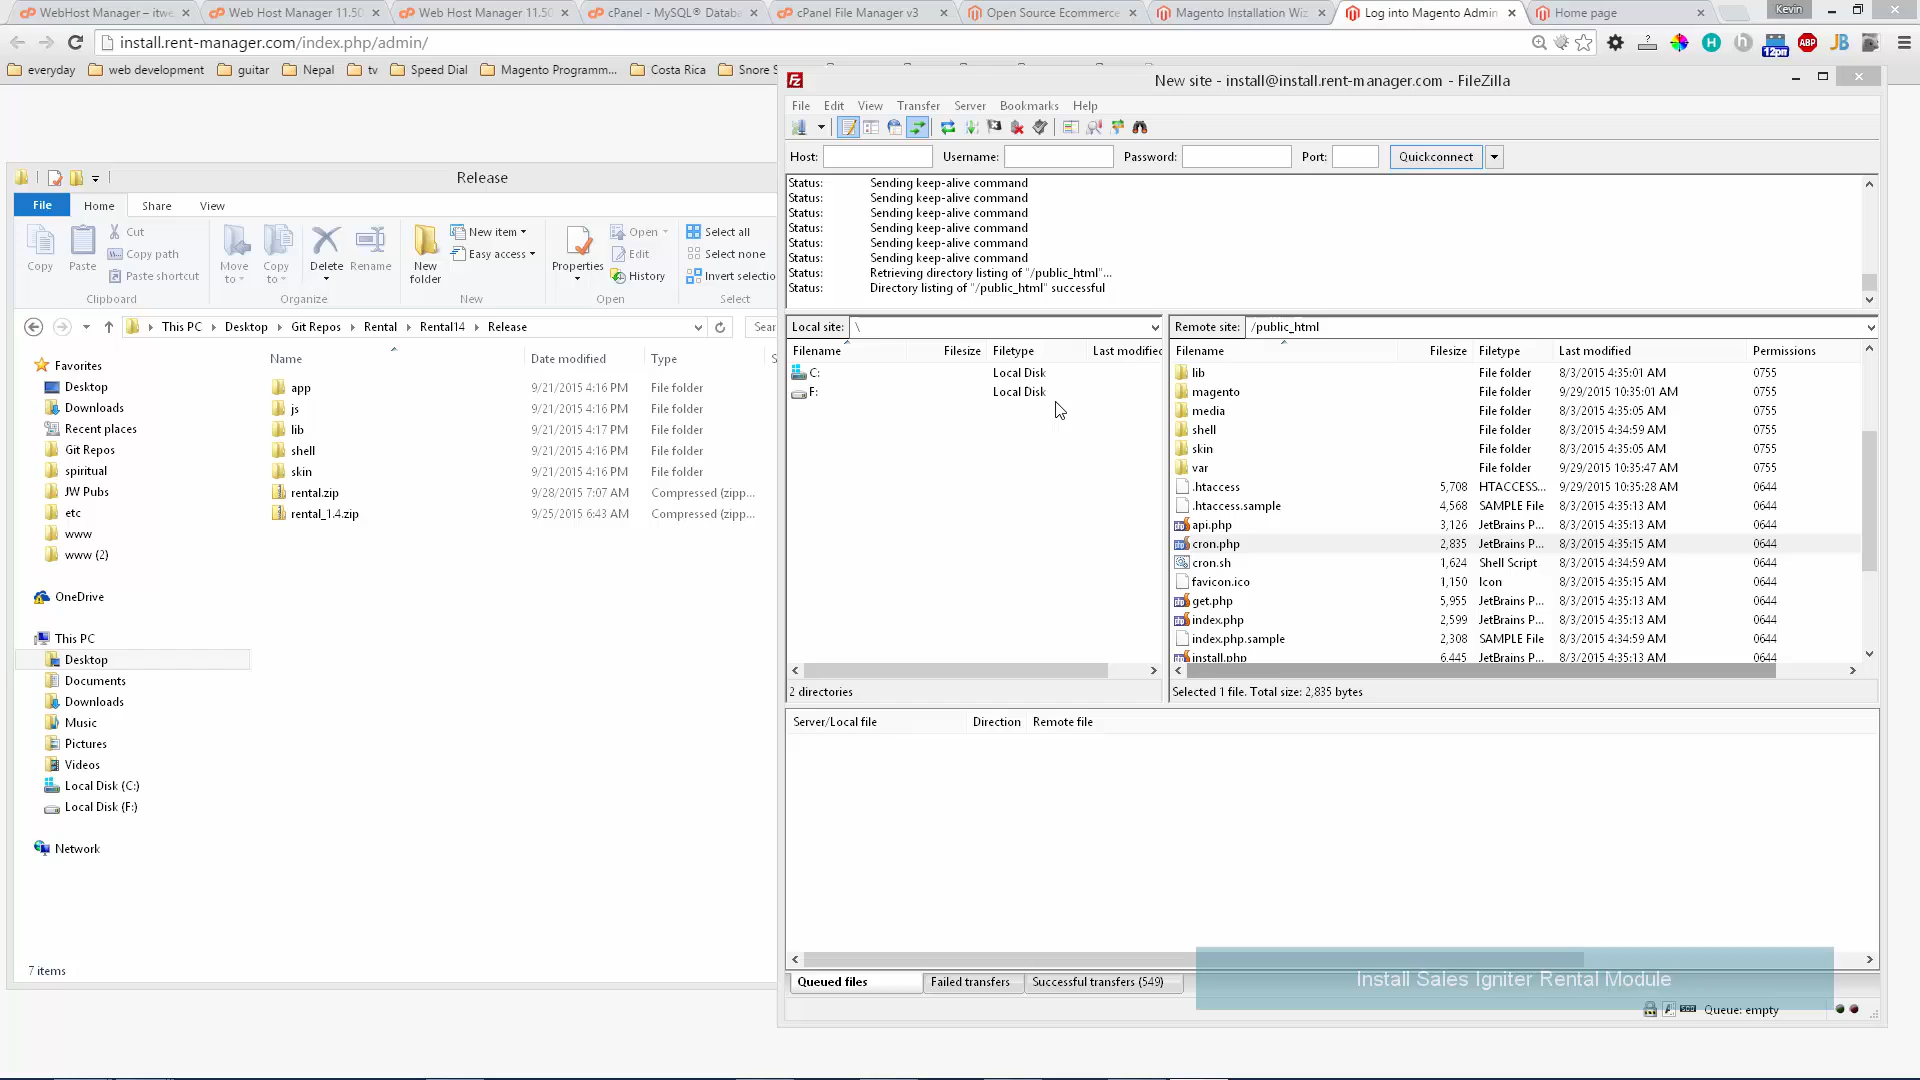 WebHost Manager – itwe
Web Host Manager 11.50
Web Host Manager 11.50
cPanel - MySQL® Databa
cPanel File Manager v3
Open Source Ecommerce
Magento Installation Wiz
Log into Magento Admin
Home page
Kevin
install.rent-manager.com/index.php/admin/
12pm
ABP
JB
everyday
web development
guitar
Nepal
tv
Speed Dial
Magento Programm...
Costa Rica
Snore S
Release
File
Home
Share
View
Copy
Paste
Cut
Copy path
Paste shortcut
Clipboard
Move to
Copy to
Delete
Rename
Organize
New folder
New item
Easy access
New
Properties
Open
Edit
History
Open
Select all
Select none
Invert selectio
Select
This PC
Desktop
Git Repos
Rental
Rental14
Release
Sear
Favorites
Desktop
Downloads
Recent places
Git Repos
spiritual
JW Pubs
etc
www
www (2)
OneDrive
This PC
Desktop
Documents
Downloads
Music
Pictures
Videos
Local Disk (C:)
Local Disk (F:)
Network
Name Date modified Type S
app 9/21/2015 4:16 PM File folder
js 9/21/2015 4:16 PM File folder
lib 9/21/2015 4:17 PM File folder
shell 9/21/2015 4:16 PM File folder
skin 9/21/2015 4:16 PM File folder
rental.zip 9/28/2015 7:07 AM Compressed (zipp...
rental_1.4.zip 9/25/2015 6:43 AM Compressed (zipp...
7 items
New site - install@install.rent-manager.com - FileZilla
File Edit View Transfer Server Bookmarks Help
Host: Username: Password: Port: Quickconnect
Status: Sending keep-alive command
Status: Sending keep-alive command
Status: Sending keep-alive command
Status: Sending keep-alive command
Status: Sending keep-alive command
Status: Sending keep-alive command
Status: Retrieving directory listing of "/public_html"...
Status: Directory listing of "/public_html" successful
Local site: \
Filename Filesize Filetype Last modified
C: Local Disk
F: Local Disk
2 directories
Remote site: /public_html
Filename Filesize Filetype Last modified Permissions
lib File folder 8/3/2015 4:35:01 AM 0755
magento File folder 9/29/2015 10:35:01 AM 0755
media File folder 8/3/2015 4:35:05 AM 0755
shell File folder 8/3/2015 4:34:59 AM 0755
skin File folder 8/3/2015 4:35:05 AM 0755
var File folder 9/29/2015 10:35:47 AM 0755
.htaccess 5,708 HTACCESS... 9/29/2015 10:35:28 AM 0644
.htaccess.sample 4,568 SAMPLE File 8/3/2015 4:35:13 AM 0644
api.php 3,126 JetBrains P... 8/3/2015 4:35:13 AM 0644
cron.php 2,835 JetBrains P... 8/3/2015 4:35:15 AM 0644
cron.sh 1,624 Shell Script 8/3/2015 4:34:59 AM 0644
favicon.ico 1,150 Icon 8/3/2015 4:35:15 AM 0644
get.php 5,955 JetBrains P... 8/3/2015 4:35:13 AM 0644
index.php 2,599 JetBrains P... 8/3/2015 4:35:13 AM 0644
index.php.sample 2,308 SAMPLE File 8/3/2015 4:34:59 AM 0644
install.php 6,445 JetBrains P... 8/3/2015 4:35:13 AM 0644
Selected 1 file. Total size: 2,835 bytes
Server/Local file Direction Remote file
Queued files
Failed transfers
Successful transfers (549)
Install Sales Igniter Rental Module
Queue: empty